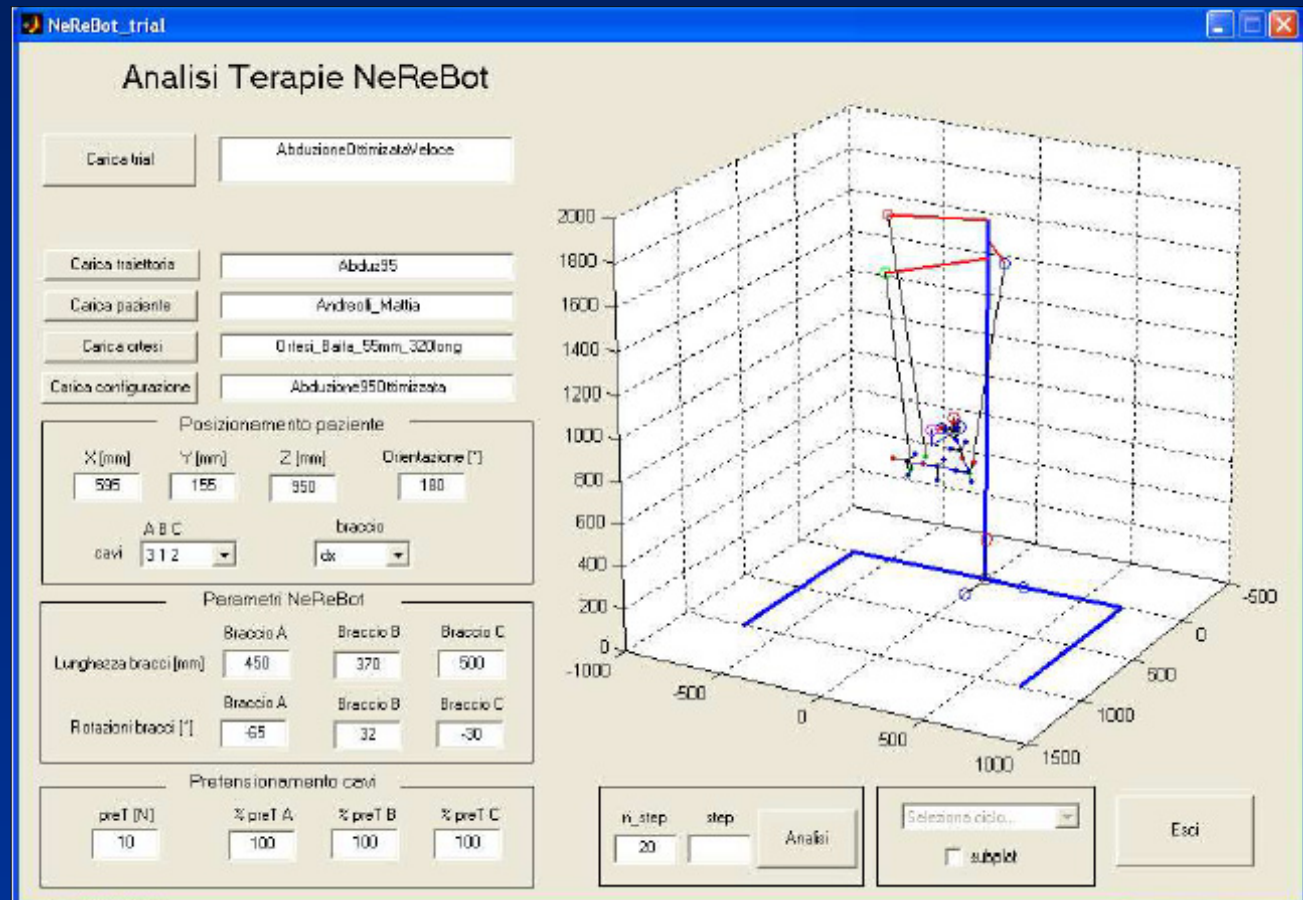 NeReBot_trial
Analisi Terapie NeReBot
Carica trial
AbduzioneOttimizataVeloce
Carica traiettoria
Abduz95
Carica paziente
Andreolli_Mattia
Carica ortesi
Ortesi_Baita_55mm_320long
Carica configurazione
Abduzione95Ottimizzata
Posizionamento paziente
X [mm] Y [mm] Z [mm] Orientazione [°]
595 155 950 180
A B C braccio
cavi 3 1 2 dx
Parametri NeReBot
Braccio A Braccio B Braccio C
Lunghezza bracci [mm] 450 370 500
Braccio A Braccio B Braccio C
Rotazioni bracci [°] -65 32 -30
Pretensionamento cavi
preT [N] % preT A % preT B % preT C
10 100 100 100
2000
1800
1600
1400
1200
1000
800
600
400
200
0
-1000
-500
0
500
1000
1500
1000
500
0
-500
n_step step
20
Analisi
Seleziona ciclo...
subplot
Esci